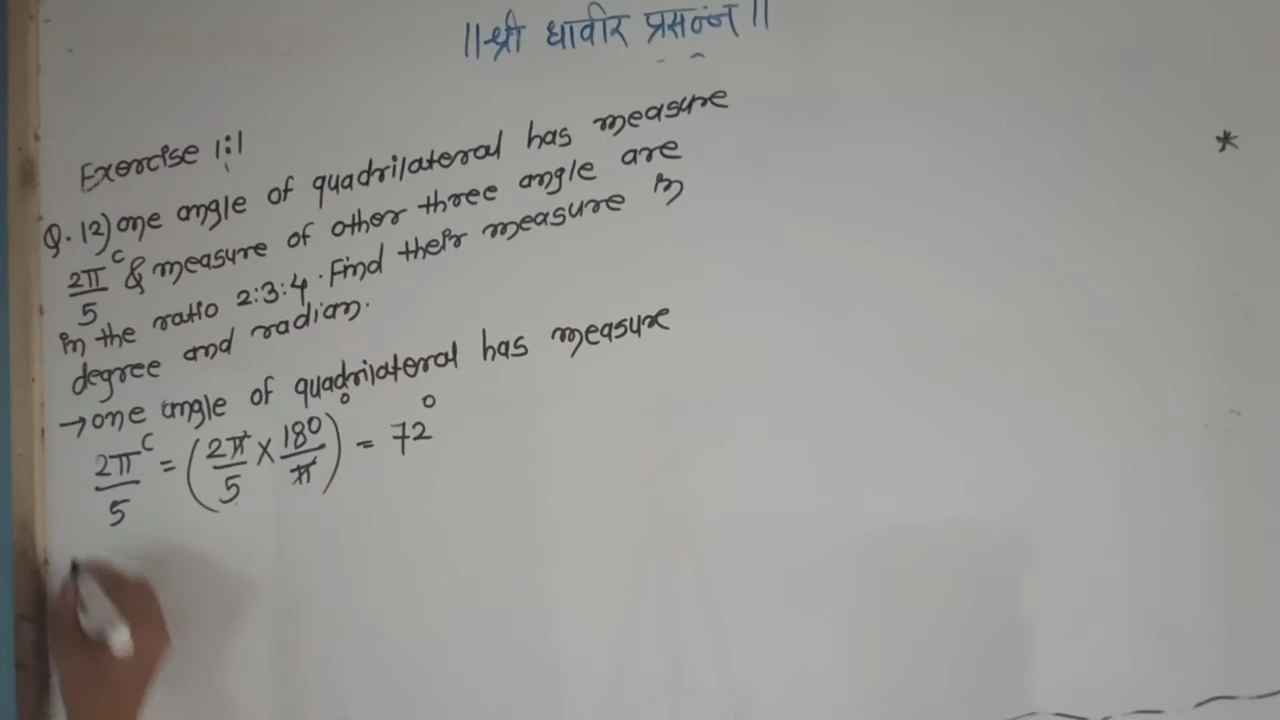 ॥श्री धावीर प्रसन्न॥
Exercise 1:1
Q. 12) one angle of quadrilateral has measure
2π/5 ᶜ & measure of other three angle are
in the ratio 2:3:4. Find their measure in
degree and radian.
→ one angle of quadrilateral has measure
2π/5 ᶜ = (2π/5 × 180/π)° = 72°
*